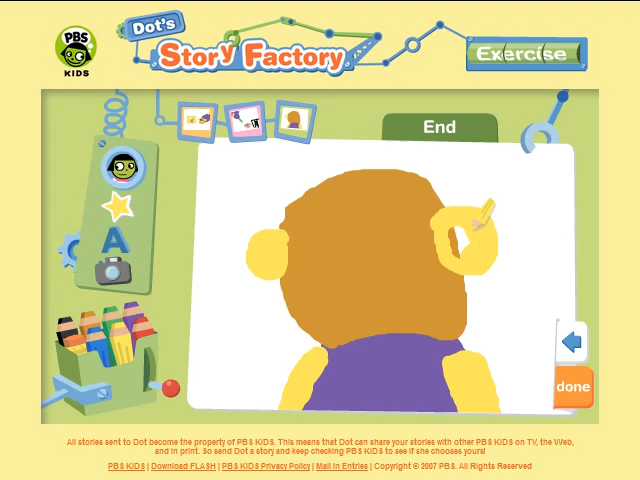 PBS
KIDS
Dot's
Story Factory
Exercise
End
A
done
All stories sent to Dot become the property of PBS KIDS. This means that Dot can share your stories with other PBS KIDS on TV, the Web,
and in print. So send Dot a story and keep checking PBS KIDS to see if she chooses yours!
PBS KIDS | Download FLASH | PBS KIDS Privacy Policy | Mail In Entries | Copyright © 2007 PBS. All Rights Reserved